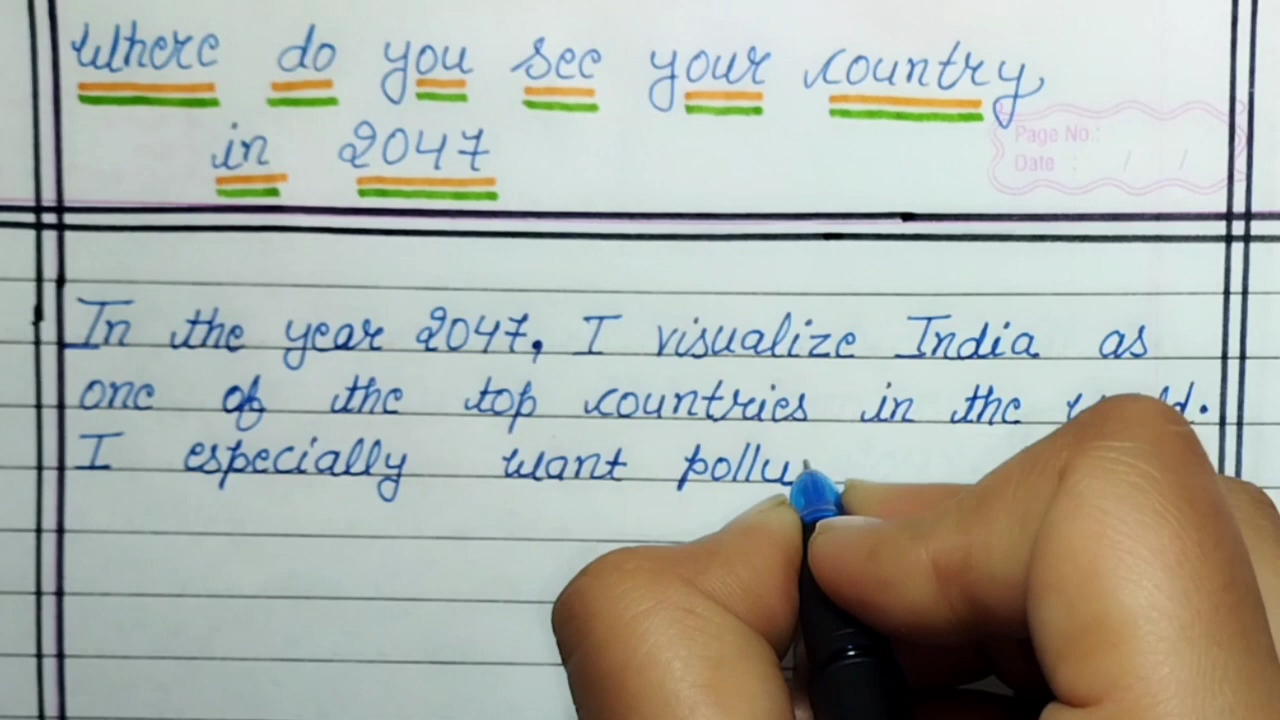 Where do you see your country
in 2047
Page No.:
Date : / /
In the year 2047, I visualize India as
one of the top countries in the
I especially want pollu